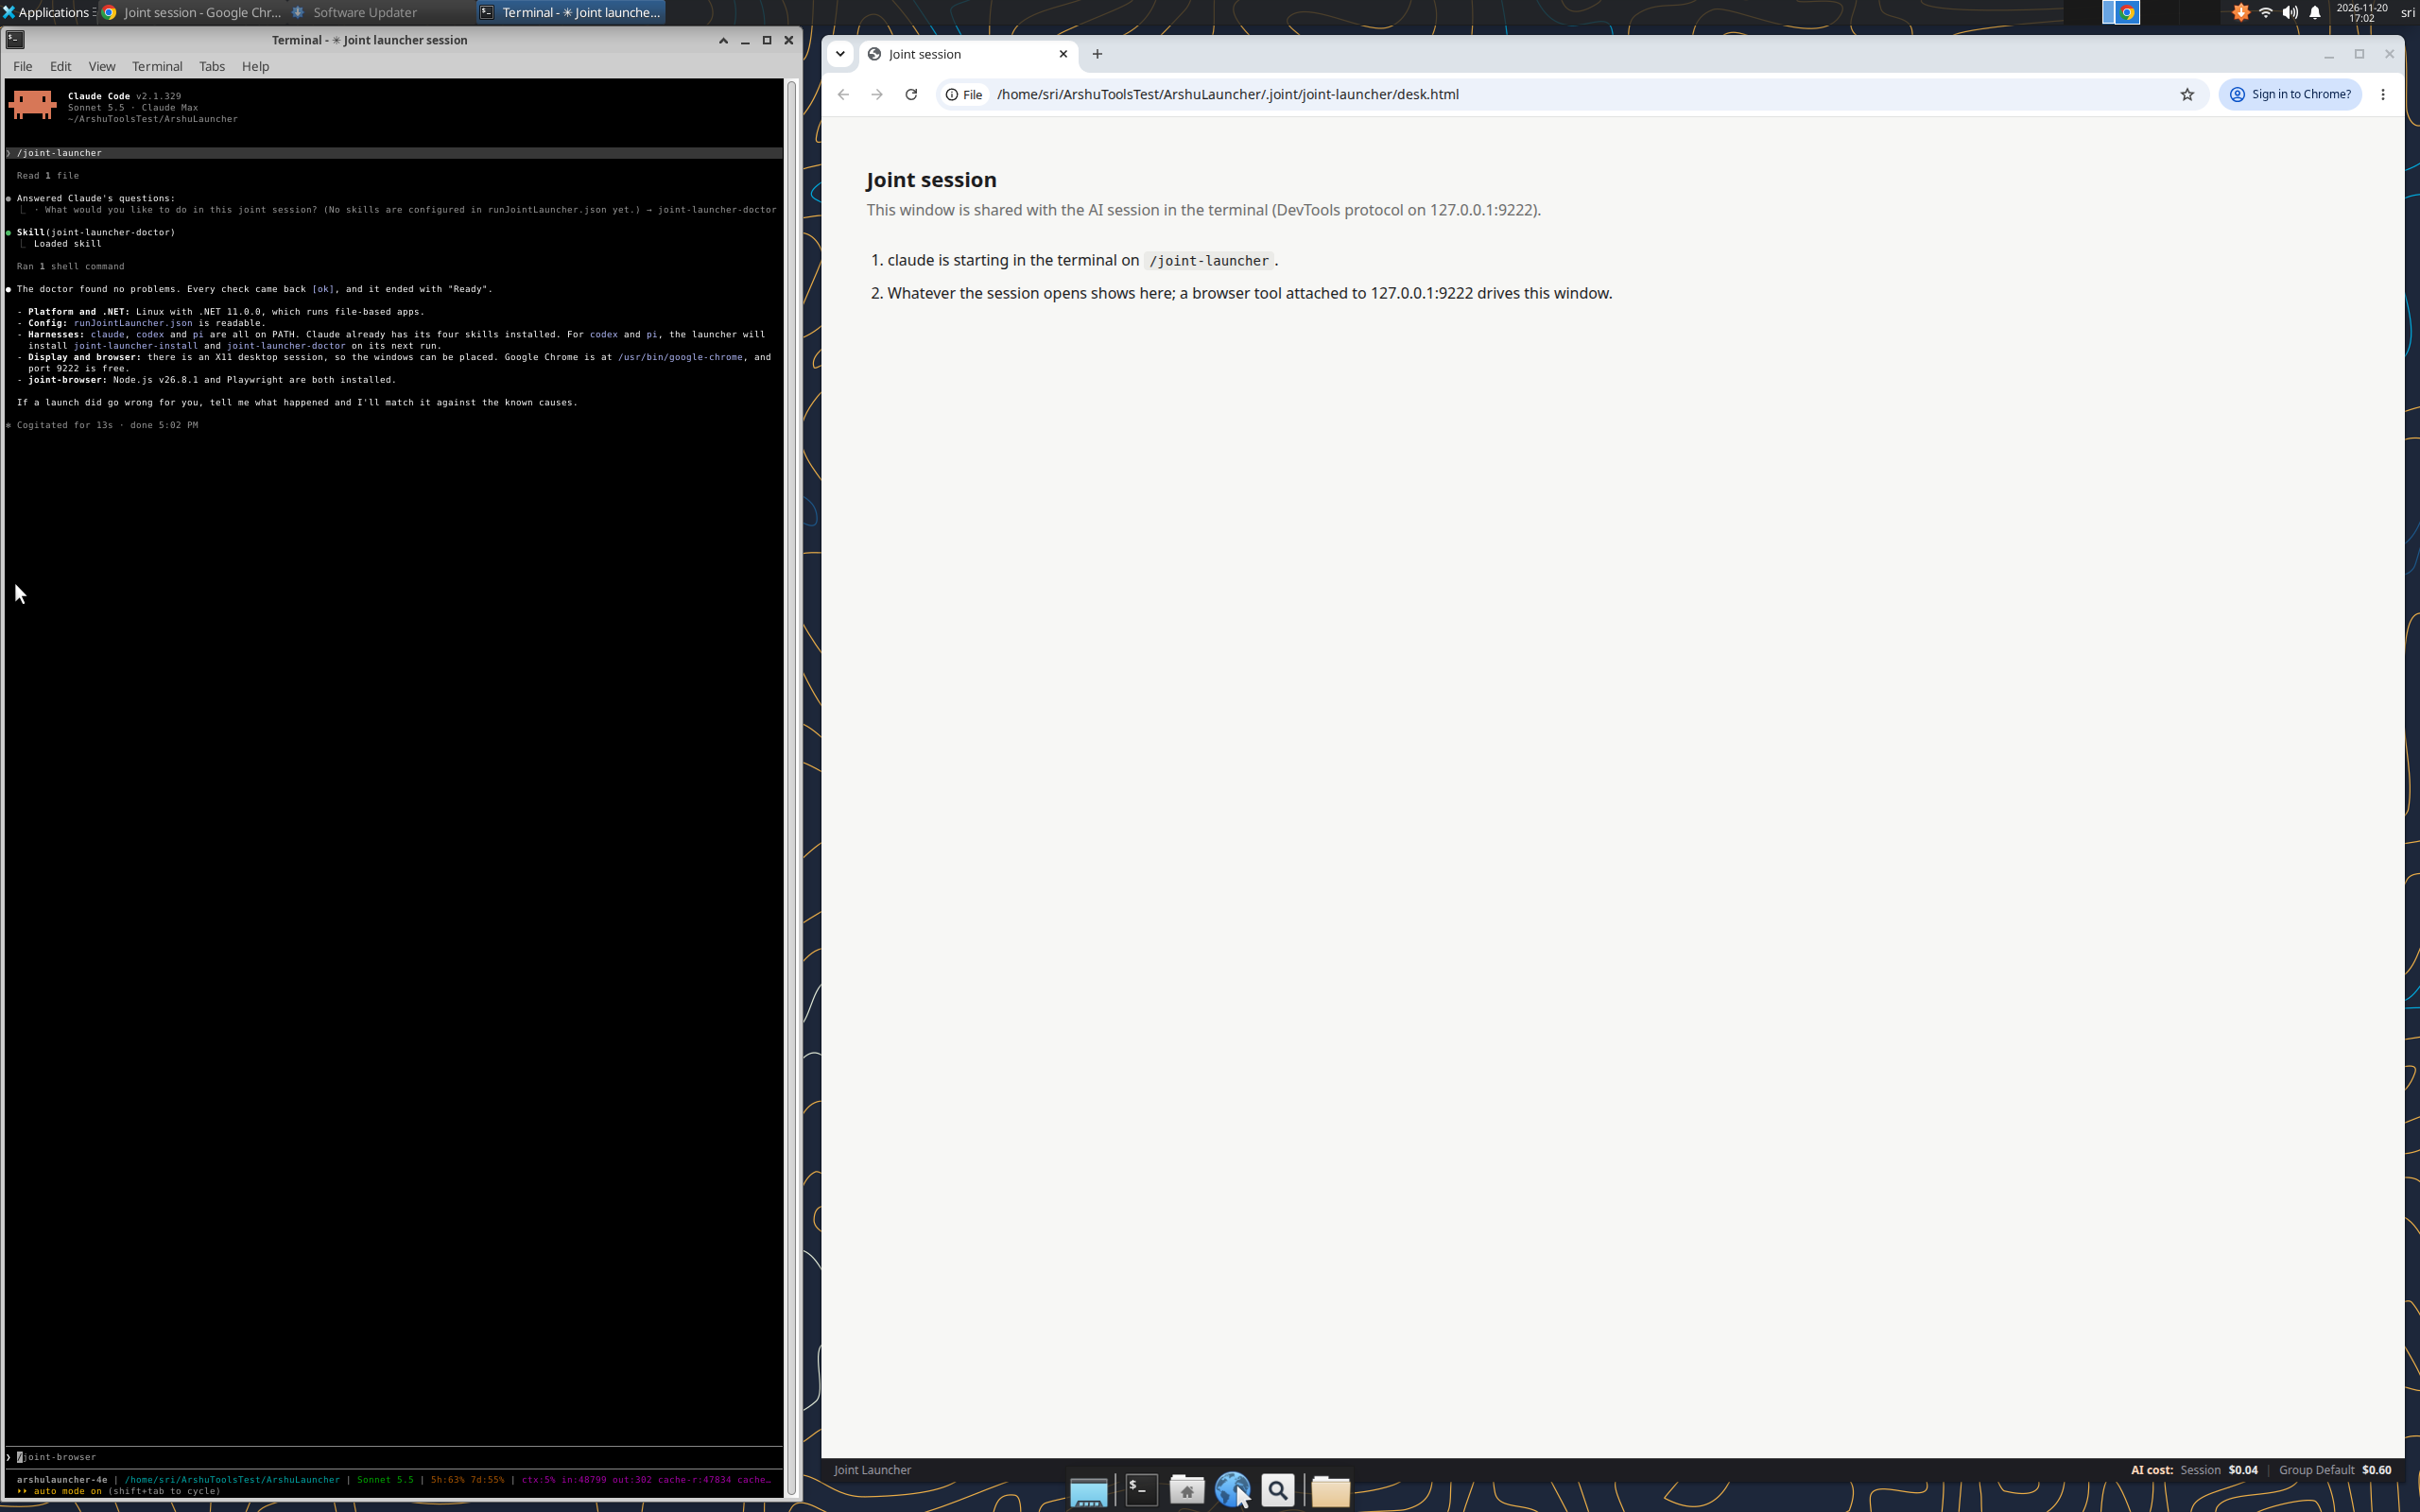 Applications
Joint session - Google Chr...
Software Updater
Terminal - ✳ Joint launche...
2026-11-20
17:02
sri
Terminal - ✳ Joint launcher session
File Edit View Terminal Tabs Help
Claude Code v2.1.329
Sonnet 5.5 · Claude Max
~/ArshuToolsTest/ArshuLauncher
❯ /joint-launcher
Read 1 file
● Answered Claude's questions:
⎿ · What would you like to do in this joint session? (No skills are configured in runJointLauncher.json yet.) → joint-launcher-doctor
● Skill(joint-launcher-doctor)
⎿ Loaded skill
Ran 1 shell command
● The doctor found no problems. Every check came back [ok], and it ended with "Ready".
- Platform and .NET: Linux with .NET 11.0.0, which runs file-based apps.
- Config: runJointLauncher.json is readable.
- Harnesses: claude, codex and pi are all on PATH. Claude already has its four skills installed. For codex and pi, the launcher will
install joint-launcher-install and joint-launcher-doctor on its next run.
- Display and browser: there is an X11 desktop session, so the windows can be placed. Google Chrome is at /usr/bin/google-chrome, and
port 9222 is free.
- joint-browser: Node.js v26.8.1 and Playwright are both installed.
If a launch did go wrong for you, tell me what happened and I'll match it against the known causes.
✻ Cogitated for 13s · done 5:02 PM
❯ /joint-browser
arshulauncher-4e | /home/sri/ArshuToolsTest/ArshuLauncher | Sonnet 5.5 | 5h:63% 7d:55% | ctx:5% in:48799 out:302 cache-r:47834 cache…
⏵⏵ auto mode on (shift+tab to cycle)
Joint session
File /home/sri/ArshuToolsTest/ArshuLauncher/.joint/joint-launcher/desk.html
Sign in to Chrome?
Joint session
This window is shared with the AI session in the terminal (DevTools protocol on 127.0.0.1:9222).
1. claude is starting in the terminal on /joint-launcher.
2. Whatever the session opens shows here; a browser tool attached to 127.0.0.1:9222 drives this window.
Joint Launcher
AI cost: Session $0.04 | Group Default $0.60